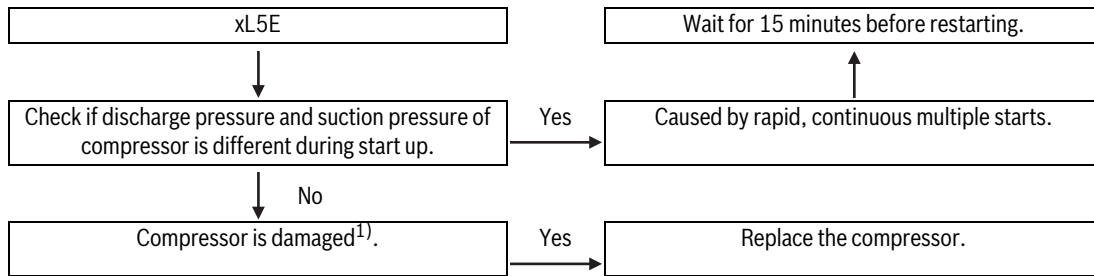 xL5E
Wait for 15 minutes before restarting.
Check if discharge pressure and suction pressure of
compressor is different during start up.
Yes
Caused by rapid, continuous multiple starts.
No
Compressor is damaged1).
Yes
Replace the compressor.